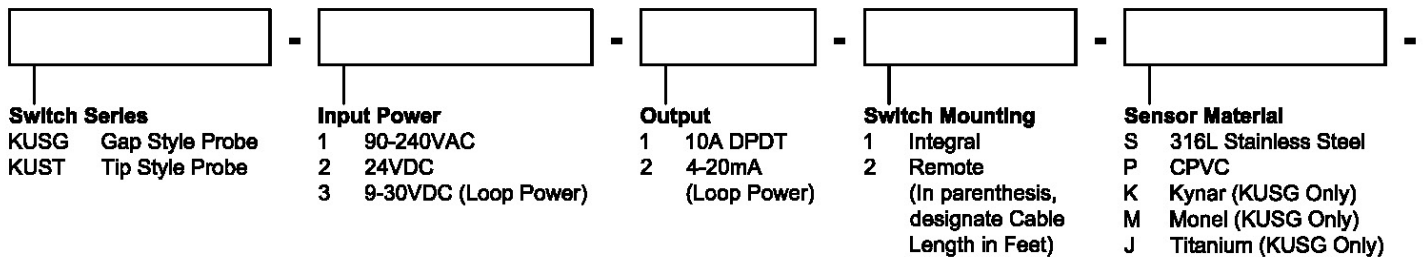 - - - - -
Switch Series
KUSG Gap Style Probe
KUST Tip Style Probe
Input Power
1 90-240VAC
2 24VDC
3 9-30VDC (Loop Power)
Output
1 10A DPDT
2 4-20mA
(Loop Power)
Switch Mounting
1 Integral
2 Remote
(In parenthesis,
designate Cable
Length in Feet)
Sensor Material
S 316L Stainless Steel
P CPVC
K Kynar (KUSG Only)
M Monel (KUSG Only)
J Titanium (KUSG Only)